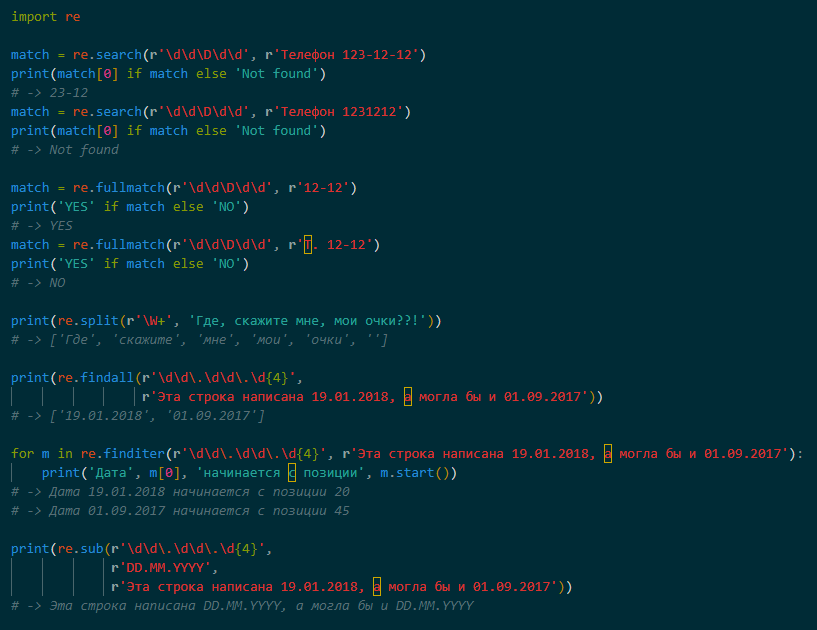 import re
match = re.search(r'\d\d\D\d\d', r'Телефон 123-12-12')
print(match[0] if match else 'Not found')
# -> 23-12
match = re.search(r'\d\d\D\d\d', r'Телефон 1231212')
print(match[0] if match else 'Not found')
# -> Not found
match = re.fullmatch(r'\d\d\D\d\d', r'12-12')
print('YES' if match else 'NO')
# -> YES
match = re.fullmatch(r'\d\d\D\d\d', r'Т. 12-12')
print('YES' if match else 'NO')
# -> NO
print(re.split(r'\W+', 'Где, скажите мне, мои очки??!'))
# -> ['Где', 'скажите', 'мне', 'мои', 'очки', '']
print(re.findall(r'\d\d\.\d\d\.\d{4}',
r'Эта строка написана 19.01.2018, а могла бы и 01.09.2017'))
# -> ['19.01.2018', '01.09.2017']
for m in re.finditer(r'\d\d\.\d\d\.\d{4}', r'Эта строка написана 19.01.2018, а могла бы и 01.09.2017'):
print('Дата', m[0], 'начинается с позиции', m.start())
# -> Дата 19.01.2018 начинается с позиции 20
# -> Дата 01.09.2017 начинается с позиции 45
print(re.sub(r'\d\d\.\d\d\.\d{4}',
r'DD.MM.YYYY',
r'Эта строка написана 19.01.2018, а могла бы и 01.09.2017'))
# -> Эта строка написана DD.MM.YYYY, а могла бы и DD.MM.YYYY